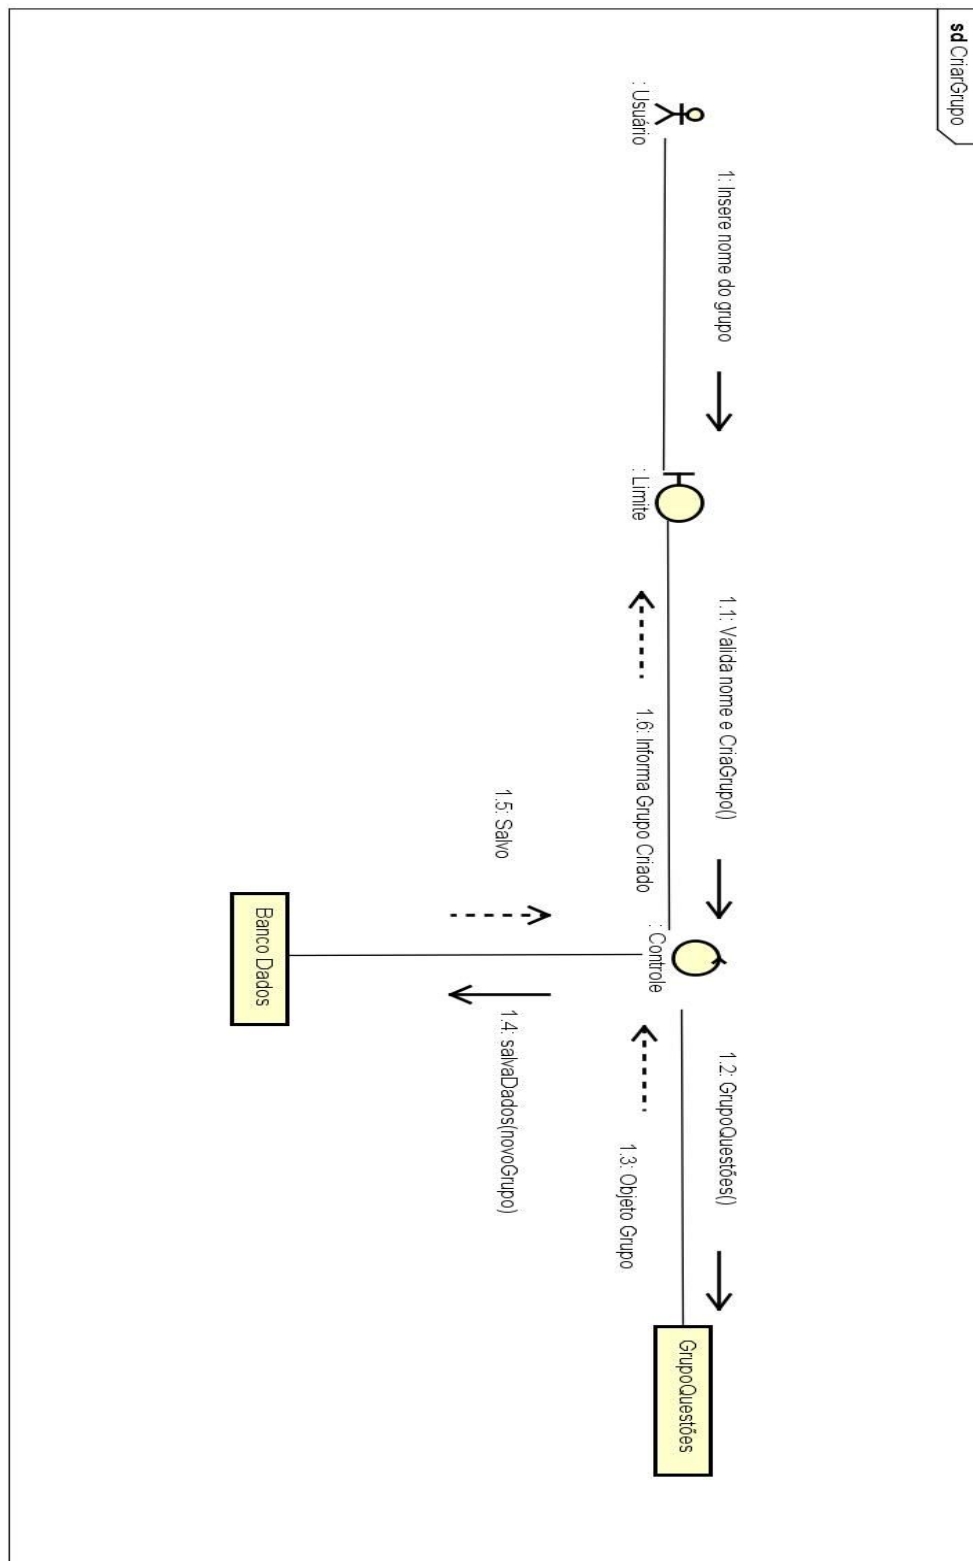 sd CriarGrupo
1: Insere nome do grupo
1.1: Valida nome e CriaGrupo()
1.2: GrupoQuestões()
: Usuário
: Limite
: Controle
GrupoQuestões
1.6: Informa Grupo Criado
1.3: Objeto Grupo
1.5: Salvo
1.4: salvaDados(novoGrupo)
Banco Dados